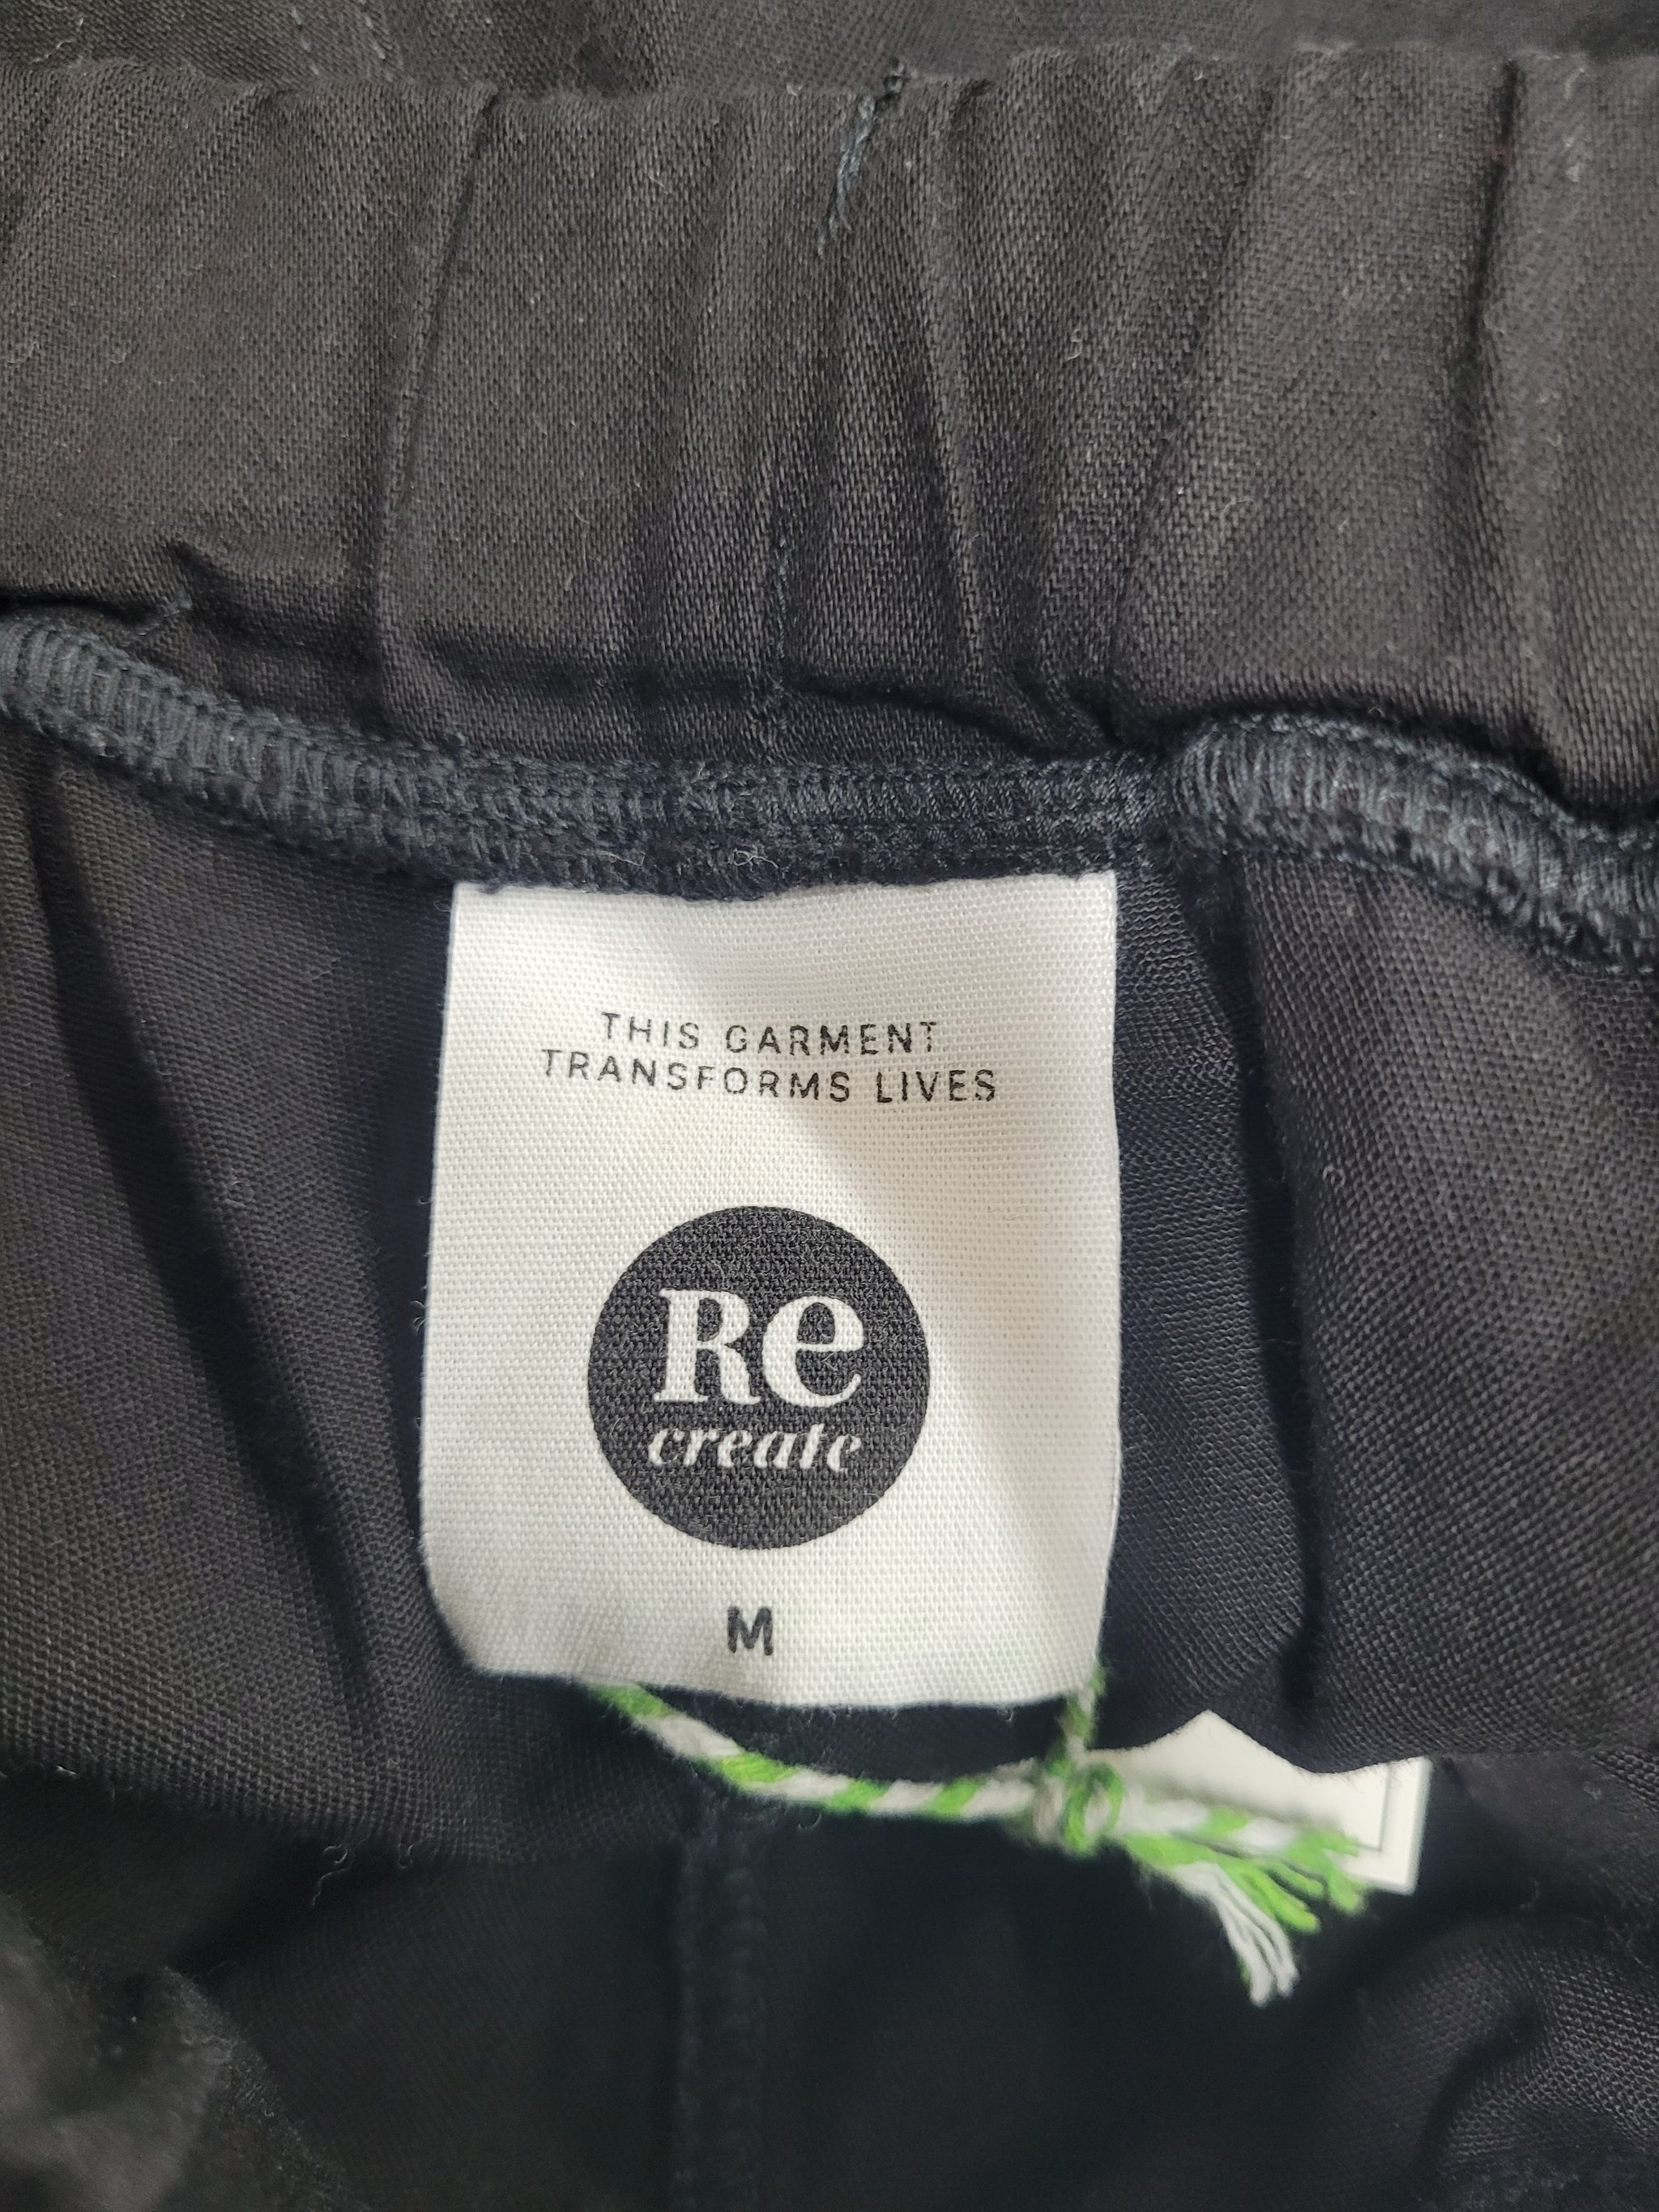 THIS GARMENT
TRANSFORMS LIVES
Re
create
M